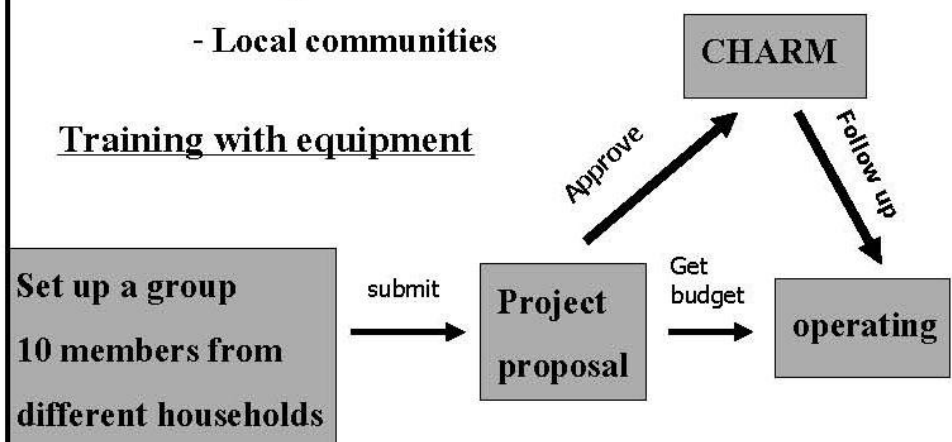 - Local communities
CHARM
Training with equipment
Approve
Follow up
Set up a group
10 members from
different households
submit
Project
proposal
Get
budget
operating